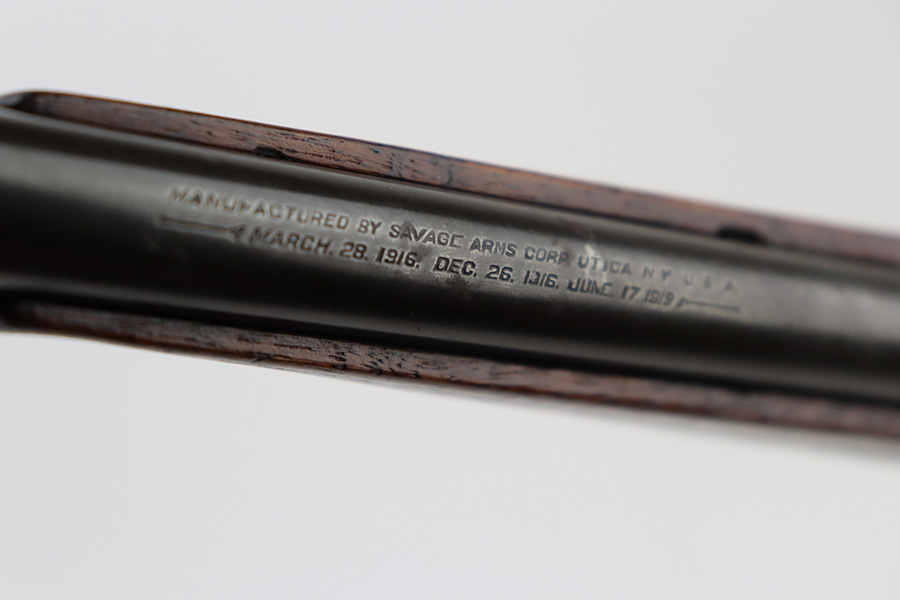 MANUFACTURED BY SAVAGE ARMS CORP. UTICA N.Y. U.S.A.
MARCH. 28. 1916. DEC. 26. 1916. JUNE 17 1919